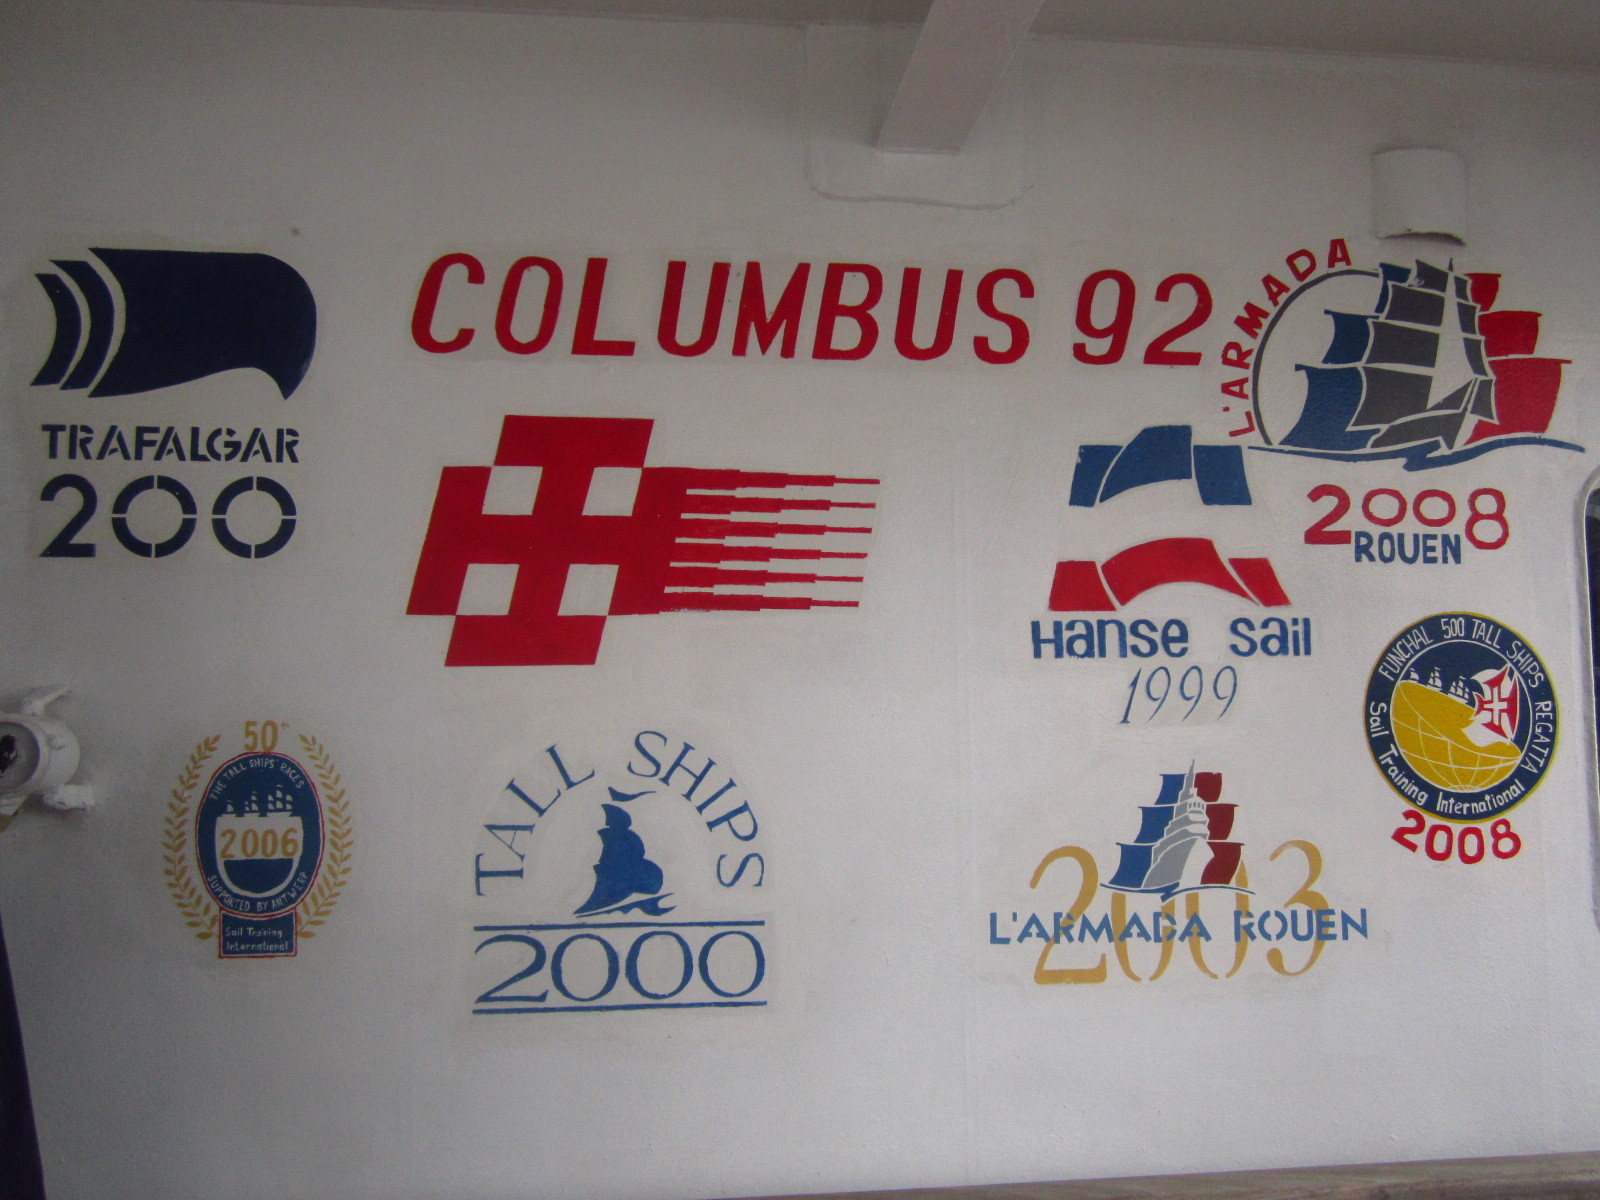 TRAFALGAR
200
COLUMBUS 92
L'ARMADA
2008
ROUEN
Hanse Sail
1999
FUNCHAL 500 TALL SHIPS REGATTA
Sail Training International
2008
50th
THE TALL SHIPS' RACES
2006
SUPPORTED BY ANTWERP
Sail Training
International
TALL SHIPS
2000
2003
L'ARMADA ROUEN